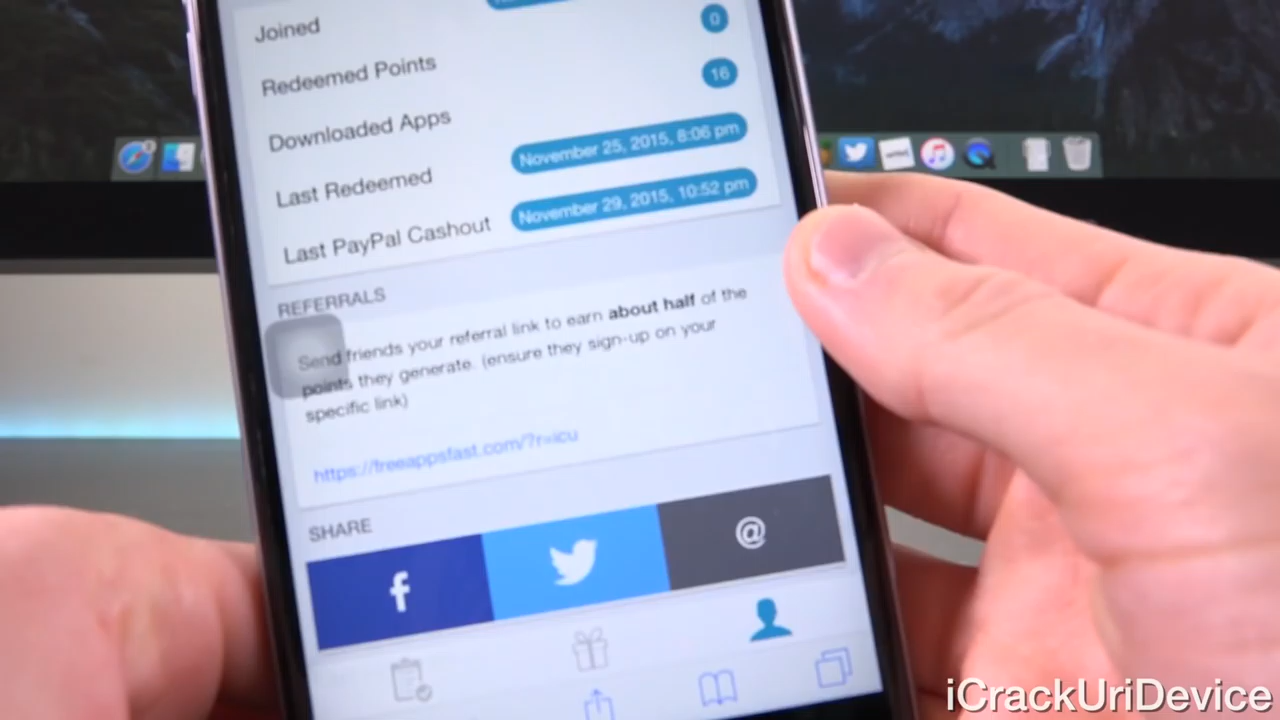 Joined
0
Redeemed Points
16
Downloaded Apps
November 25, 2015, 8:06 pm
Last Redeemed
November 29, 2015, 10:52 pm
Last PayPal Cashout
REFERRALS
Send friends your referral link to earn about half of the
points they generate. (ensure they sign-up on your
specific link)
https://freeappsfast.com/?r=icu
SHARE
f
@
iCrackUriDevice